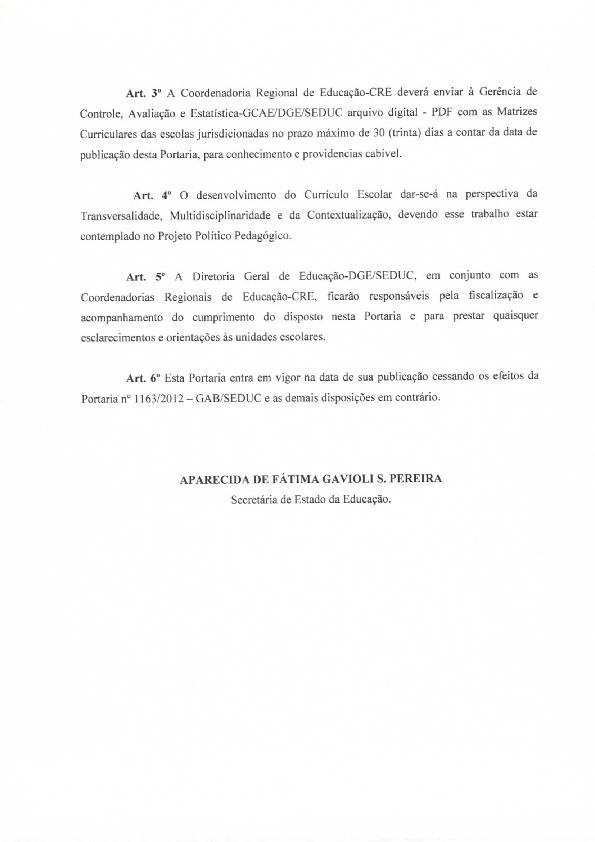 Art. 3º A Coordenadoria Regional de Educação-CRE deverá enviar à Gerência de
Controle, Avaliação e Estatística-GCAE/DGE/SEDUC arquivo digital - PDF com as Matrizes
Curriculares das escolas jurisdicionadas no prazo máximo de 30 (trinta) dias a contar da data de
publicação desta Portaria, para conhecimento e providencias cabível.
Art. 4º O desenvolvimento do Currículo Escolar dar-se-á na perspectiva da
Transversalidade, Multidisciplinaridade e da Contextualização, devendo esse trabalho estar
contemplado no Projeto Político Pedagógico.
Art. 5º A Diretoria Geral de Educação-DGE/SEDUC, em conjunto com as
Coordenadorias Regionais de Educação-CRE, ficarão responsáveis pela fiscalização e
acompanhamento do cumprimento do disposto nesta Portaria e para prestar quaisquer
esclarecimentos e orientações às unidades escolares.
Art. 6º Esta Portaria entra em vigor na data de sua publicação cessando os efeitos da
Portaria nº 1163/2012 – GAB/SEDUC e as demais disposições em contrário.
APARECIDA DE FÁTIMA GAVIOLI S. PEREIRA
Secretária de Estado da Educação.